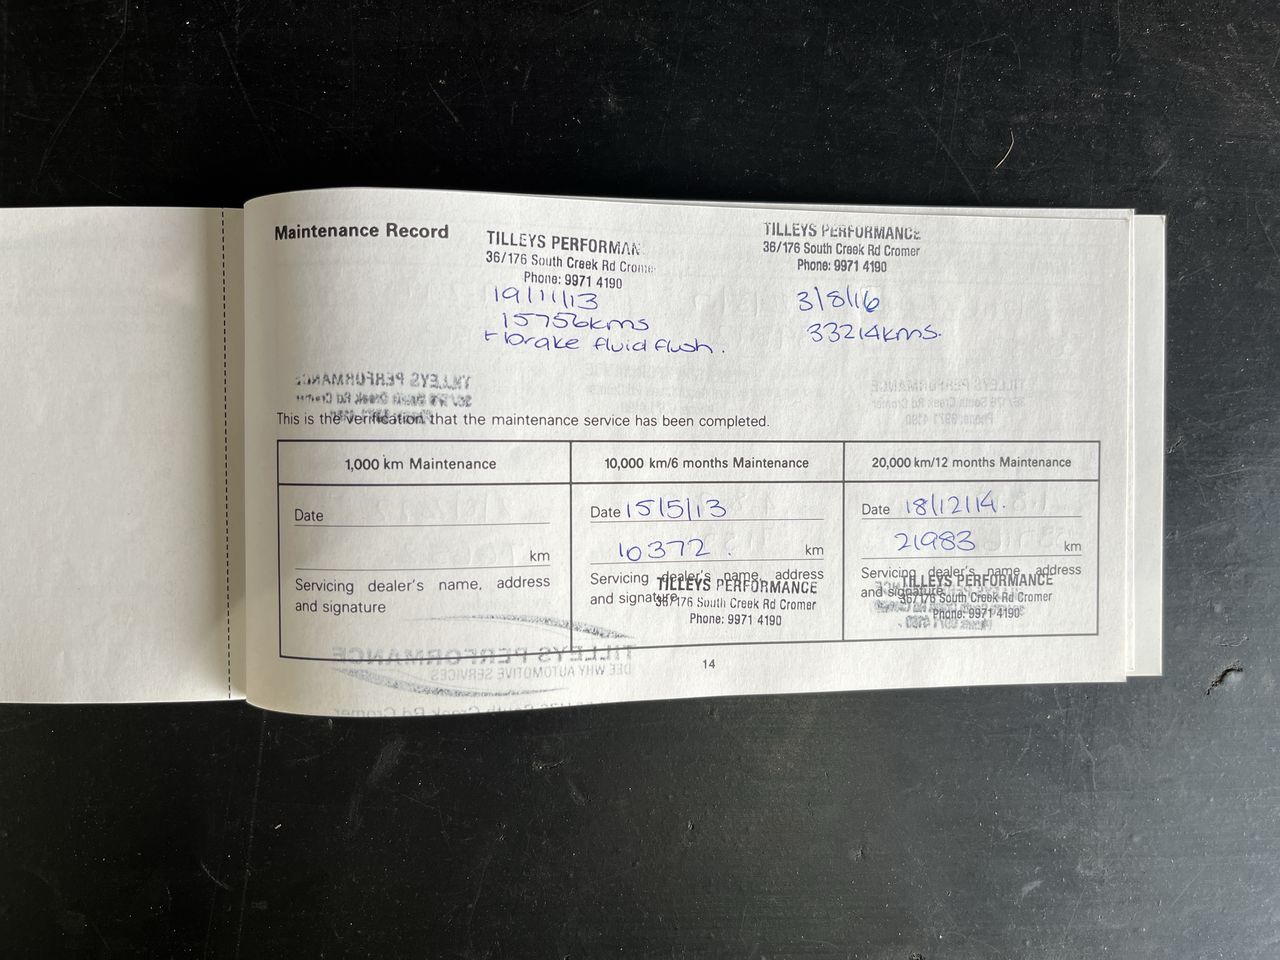 Maintenance Record
TILLEYS PERFORMAN
36/176 South Creek Rd Crome
Phone: 9971 4190
19/11/13
15756kms
+ brake fluid flush.
TILLEYS PERFORMANCE
36/176 South Creek Rd Cromer
Phone: 9971 4190
3/8/16
33214kms.
This is the verification that the maintenance service has been completed.
1,000 km Maintenance
Date
km
Servicing dealer's name, address
and signature
10,000 km/6 months Maintenance
Date 15/5/13
10372. km
Servicing dealer's name, address
and signature
TILLEYS PERFORMANCE
36/176 South Creek Rd Cromer
Phone: 9971 4190
20,000 km/12 months Maintenance
Date 18/12/14.
21983 km
Servicing dealer's name, address
and signature
TILLEYS PERFORMANCE
36/176 South Creek Rd Cromer
Phone: 9971 4190
TILLEYS PERFORMANCE
DEE WHY AUTOMOTIVE SERVICES
14